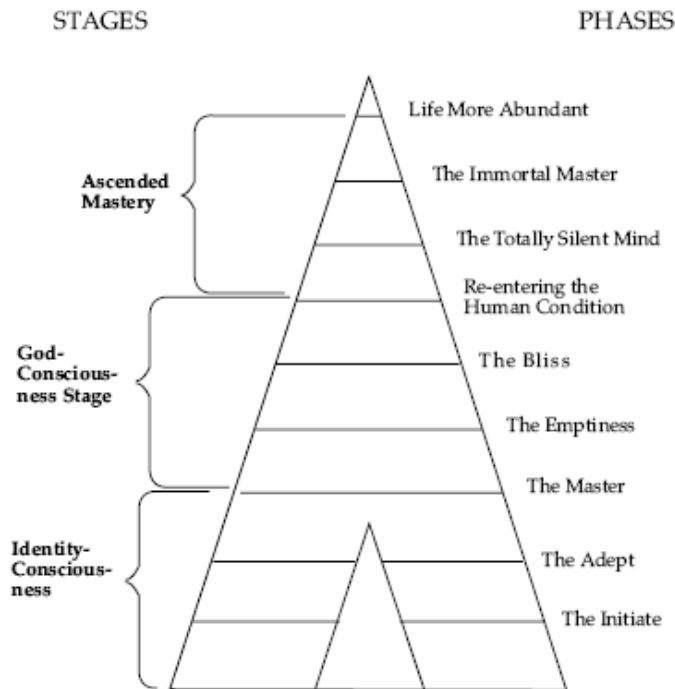 STAGES
PHASES
Life More Abundant
Ascended
Mastery
The Immortal Master
The Totally Silent Mind
Re-entering the
Human Condition
God-
Conscious-
ness Stage
The Bliss
The Emptiness
The Master
Identity-
Conscious-
ness
The Adept
The Initiate